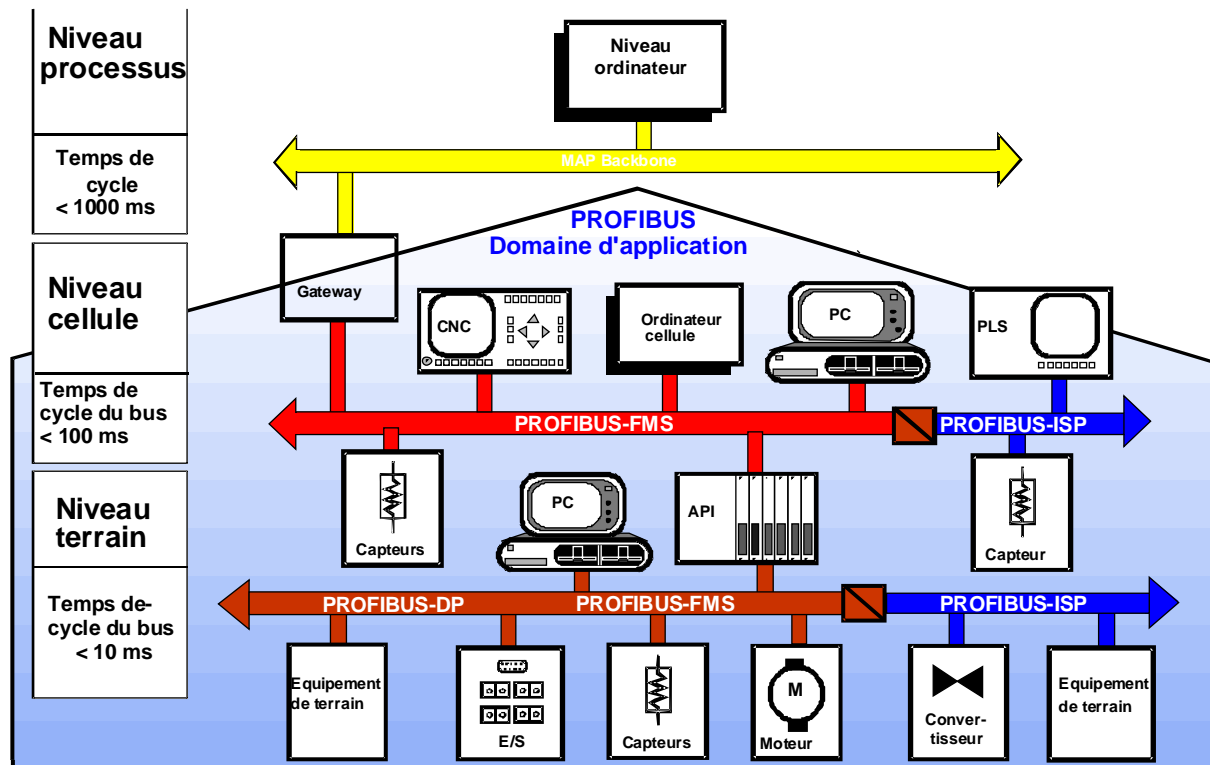 Niveau
processus
Temps de
cycle
< 1000 ms
Niveau
cellule
Temps de
cycle du bus
< 100 ms
Niveau
terrain
Temps de-
cycle du bus
< 10 ms
Niveau
ordinateur
MAP Backbone
PROFIBUS
Domaine d'application
Gateway
CNC
Ordinateur
cellule
PC
PLS
PROFIBUS-FMS
PROFIBUS-ISP
Capteurs
PC
API
Capteur
PROFIBUS-DP
PROFIBUS-FMS
PROFIBUS-ISP
Equipement
de terrain
E/S
Capteurs
M
Moteur
Conver-
tisseur
Equipement
de terrain